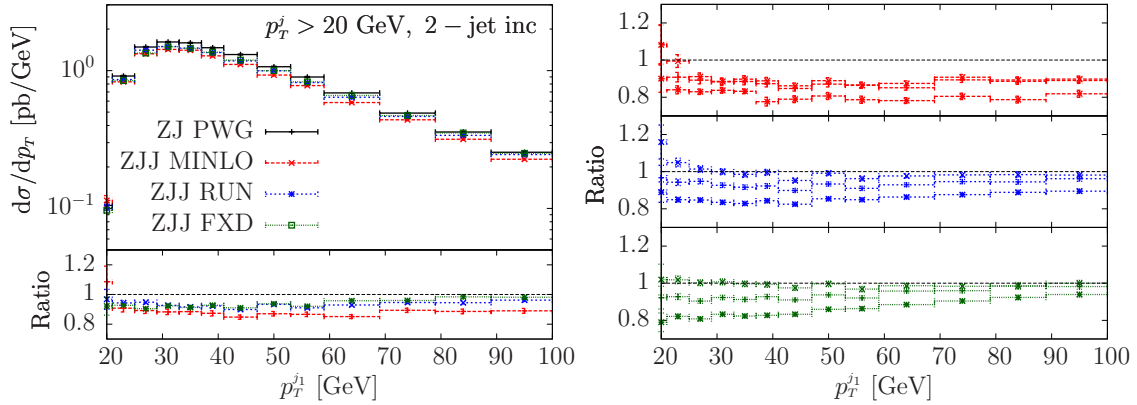 p_T^j > 20 GeV, 2 − jet inc
dσ/dp_T [pb/GeV]
10^0
10^−1
ZJ PWG
ZJJ MINLO
ZJJ RUN
ZJJ FXD
Ratio
1.2
1
0.8
20 30 40 50 60 70 80 90 100
p_T^{j_1} [GeV]
Ratio
1.2
1
0.8
1.2
1
0.8
1.2
1
0.8
20 30 40 50 60 70 80 90 100
p_T^{j_1} [GeV]